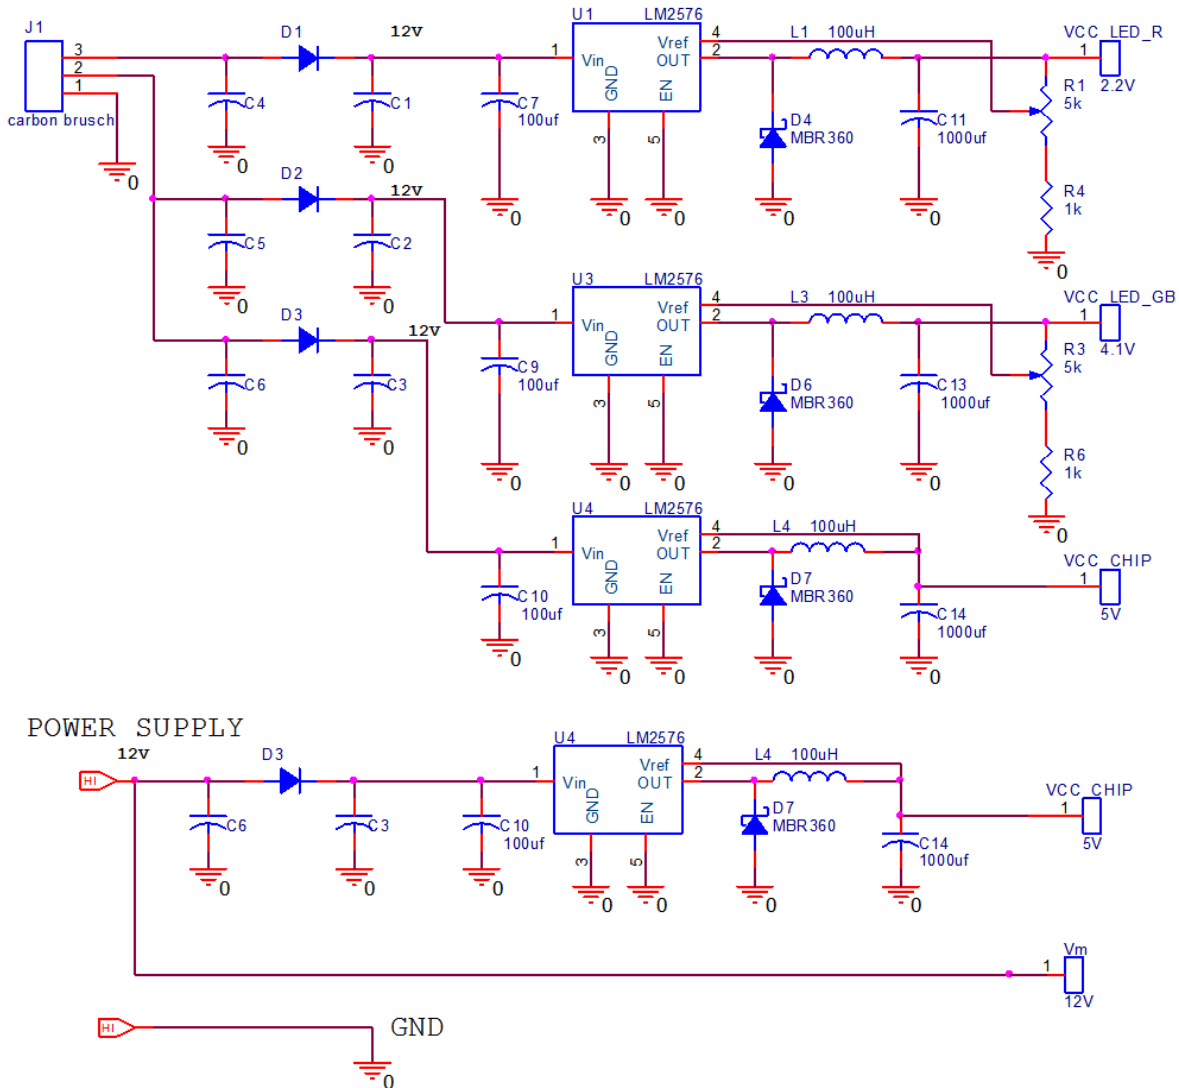 J1
3
2
1
carbon brusch
0
D1
12v
C4
0
C1
0
C7
100uf
0
U1 LM2576
1
Vin
Vref
OUT
GND
EN
4
2
3
5
0
0
L1 100uH
D4
MBR360
0
C11
1000uf
0
VCC_LED_R
1
2.2V
R1
5k
R4
1k
0
D2
12v
C5
0
C2
0
D3
12v
C6
0
C3
0
C9
100uf
0
U3 LM2576
1
Vin
Vref
OUT
GND
EN
4
2
3
5
0
0
L3 100uH
D6
MBR360
0
C13
1000uf
0
VCC_LED_GB
1
4.1V
R3
5k
R6
1k
0
C10
100uf
0
U4 LM2576
1
Vin
Vref
OUT
GND
EN
4
2
3
5
0
0
L4 100uH
D7
MBR360
0
C14
1000uf
0
VCC_CHIP
1
5V
POWER SUPPLY
12v
HI
C6
0
D3
C3
0
C10
100uf
0
U4 LM2576
1
Vin
Vref
OUT
GND
EN
4
2
3
5
0
0
L4 100uH
D7
MBR360
0
C14
1000uf
0
VCC_CHIP
1
5V
Vm
1
12V
HI
GND
0